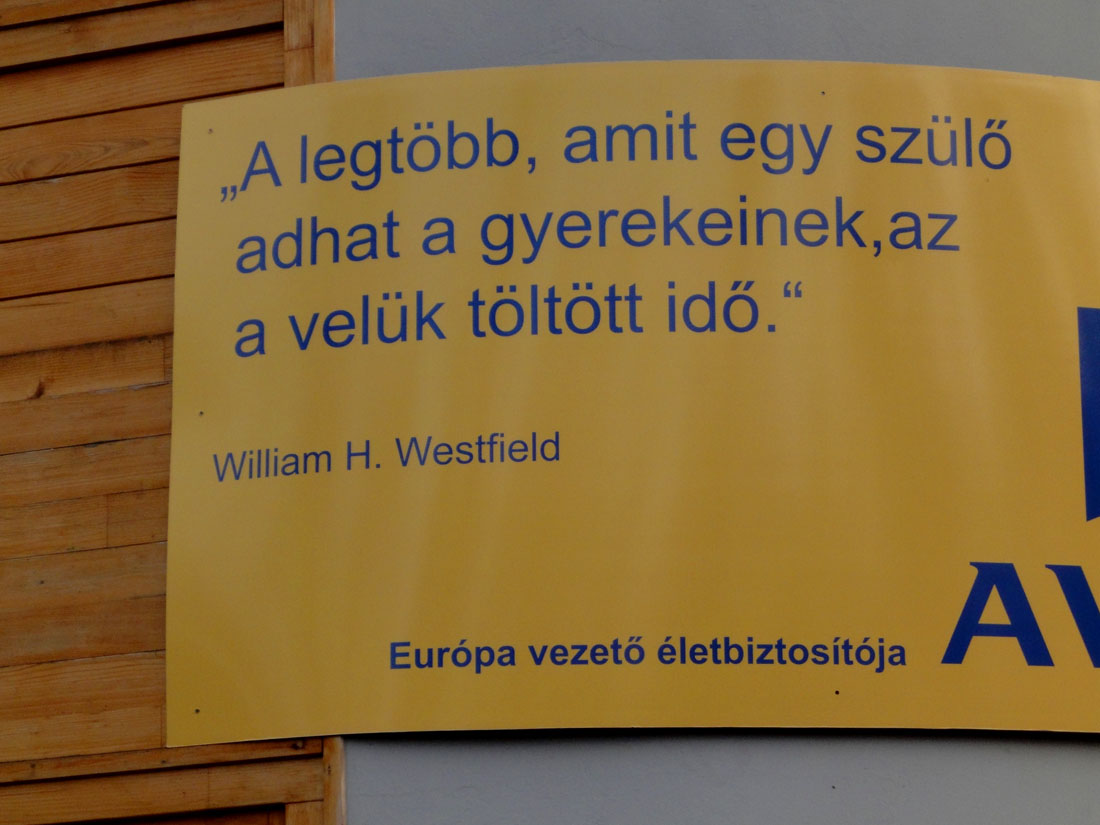 „A legtöbb, amit egy szülő
adhat a gyerekeinek,az
a velük töltött idő.“
William H. Westfield
Európa vezető életbiztosítója
AV